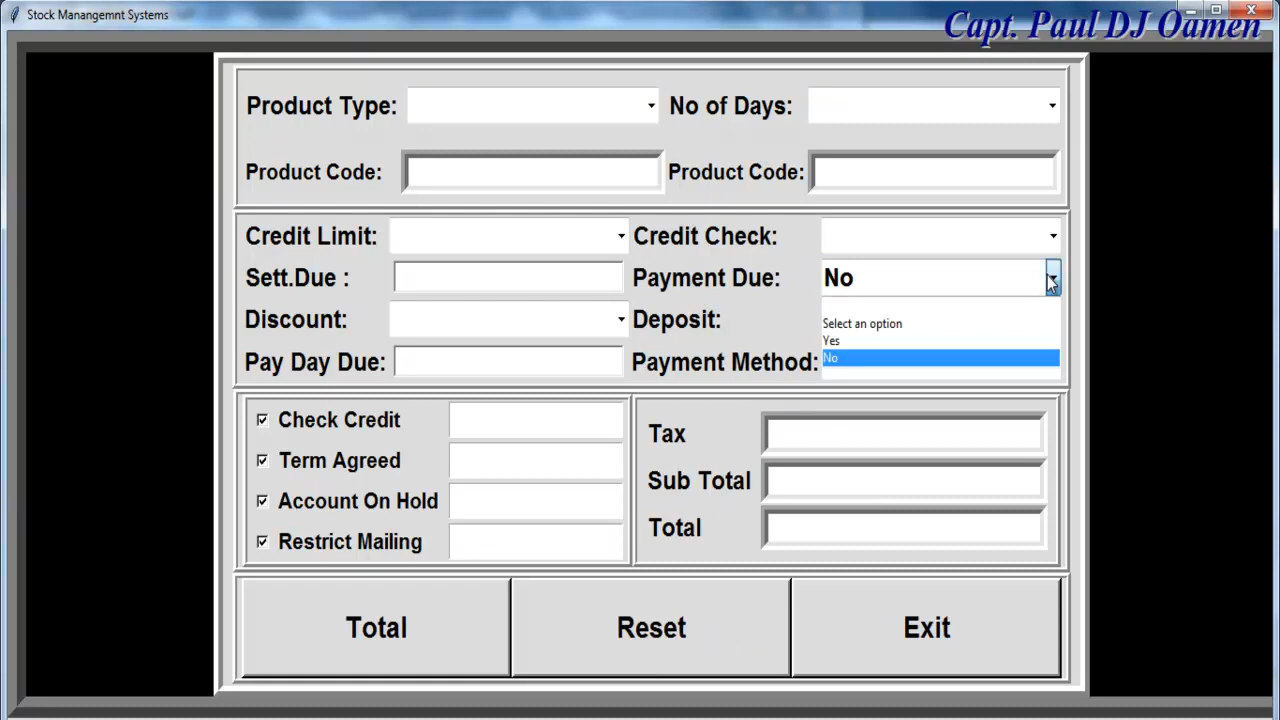 Stock Manangemnt Systems
Capt. Paul DJ Oamen
Product Type: No of Days:
Product Code: Product Code:
Credit Limit: Credit Check:
Sett.Due : Payment Due: No
Discount: Deposit:
Select an option
Yes
No
Pay Day Due: Payment Method:
Check Credit
Term Agreed
Account On Hold
Restrict Mailing
Tax
Sub Total
Total
Total Reset Exit